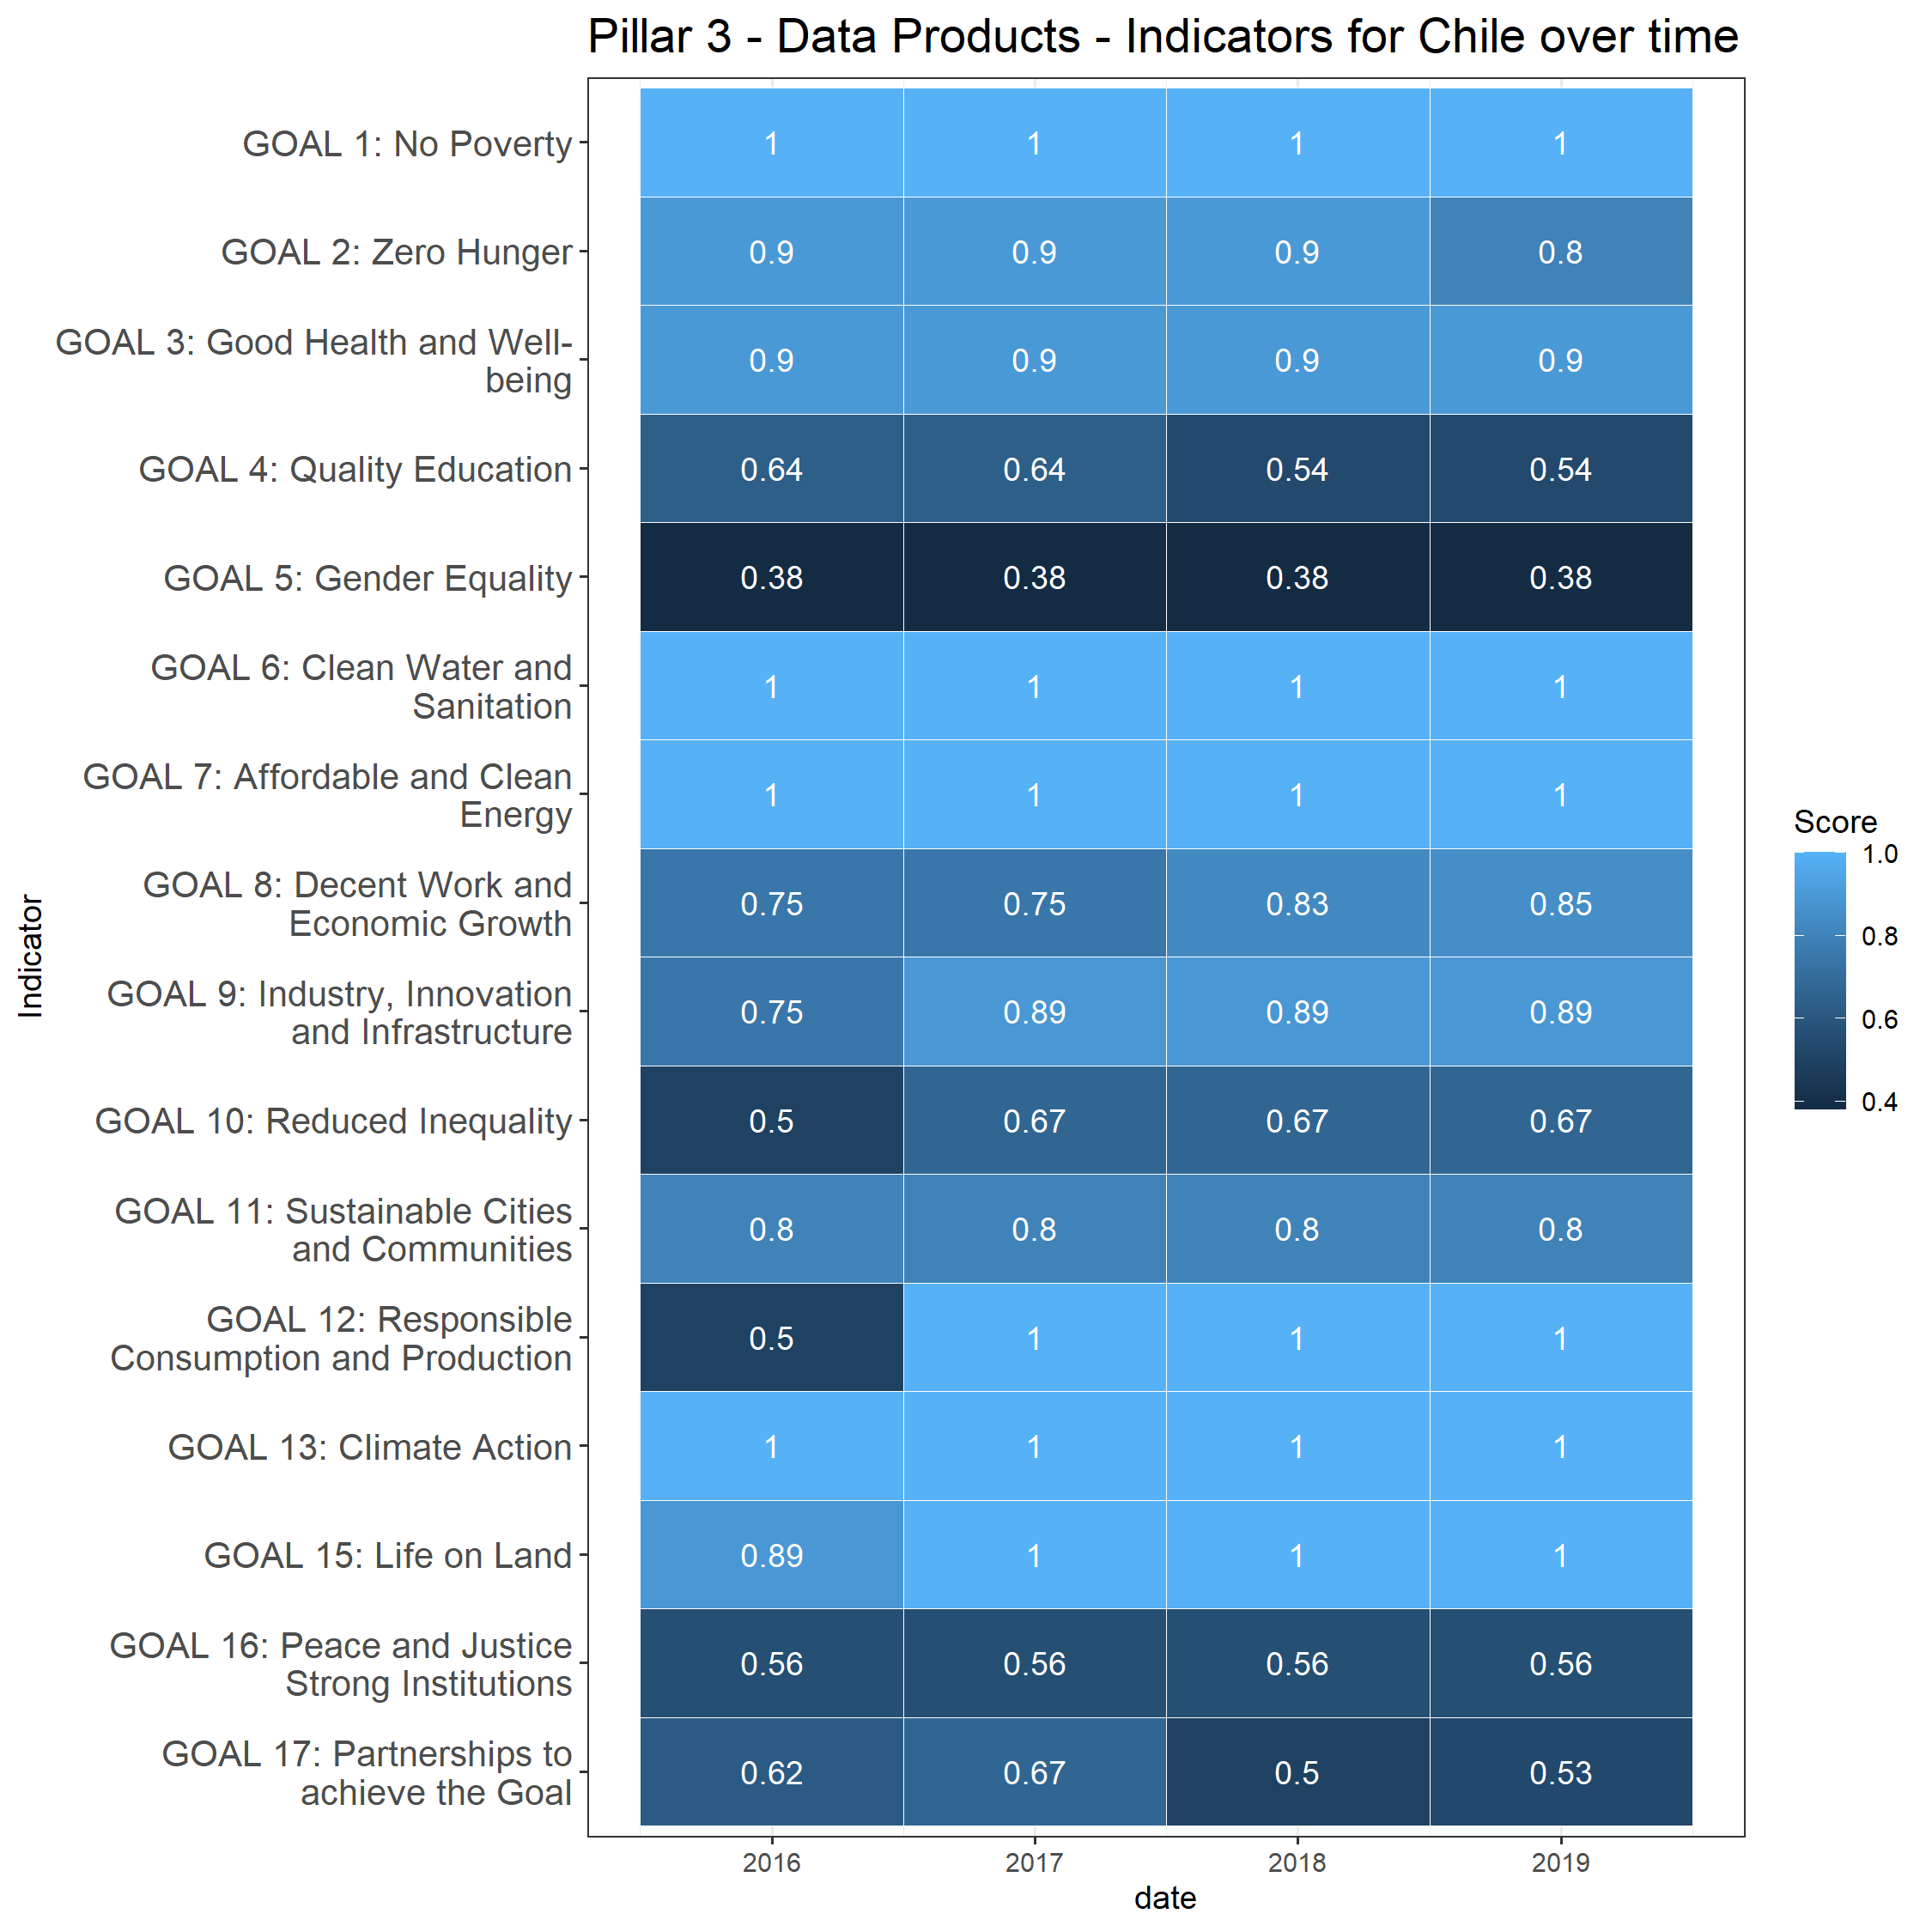 Pillar 3 - Data Products - Indicators for Chile over time
GOAL 1: No Poverty
1 1 1 1
GOAL 2: Zero Hunger
0.9 0.9 0.9 0.8
GOAL 3: Good Health and Well-
being
0.9 0.9 0.9 0.9
GOAL 4: Quality Education
0.64 0.64 0.54 0.54
GOAL 5: Gender Equality
0.38 0.38 0.38 0.38
GOAL 6: Clean Water and
Sanitation
1 1 1 1
GOAL 7: Affordable and Clean
Energy
1 1 1 1
GOAL 8: Decent Work and
Economic Growth
0.75 0.75 0.83 0.85
GOAL 9: Industry, Innovation
and Infrastructure
0.75 0.89 0.89 0.89
GOAL 10: Reduced Inequality
0.5 0.67 0.67 0.67
GOAL 11: Sustainable Cities
and Communities
0.8 0.8 0.8 0.8
GOAL 12: Responsible
Consumption and Production
0.5 1 1 1
GOAL 13: Climate Action
1 1 1 1
GOAL 15: Life on Land
0.89 1 1 1
GOAL 16: Peace and Justice
Strong Institutions
0.56 0.56 0.56 0.56
GOAL 17: Partnerships to
achieve the Goal
0.62 0.67 0.5 0.53
2016 2017 2018 2019
date
Indicator
Score
1.0
0.8
0.6
0.4